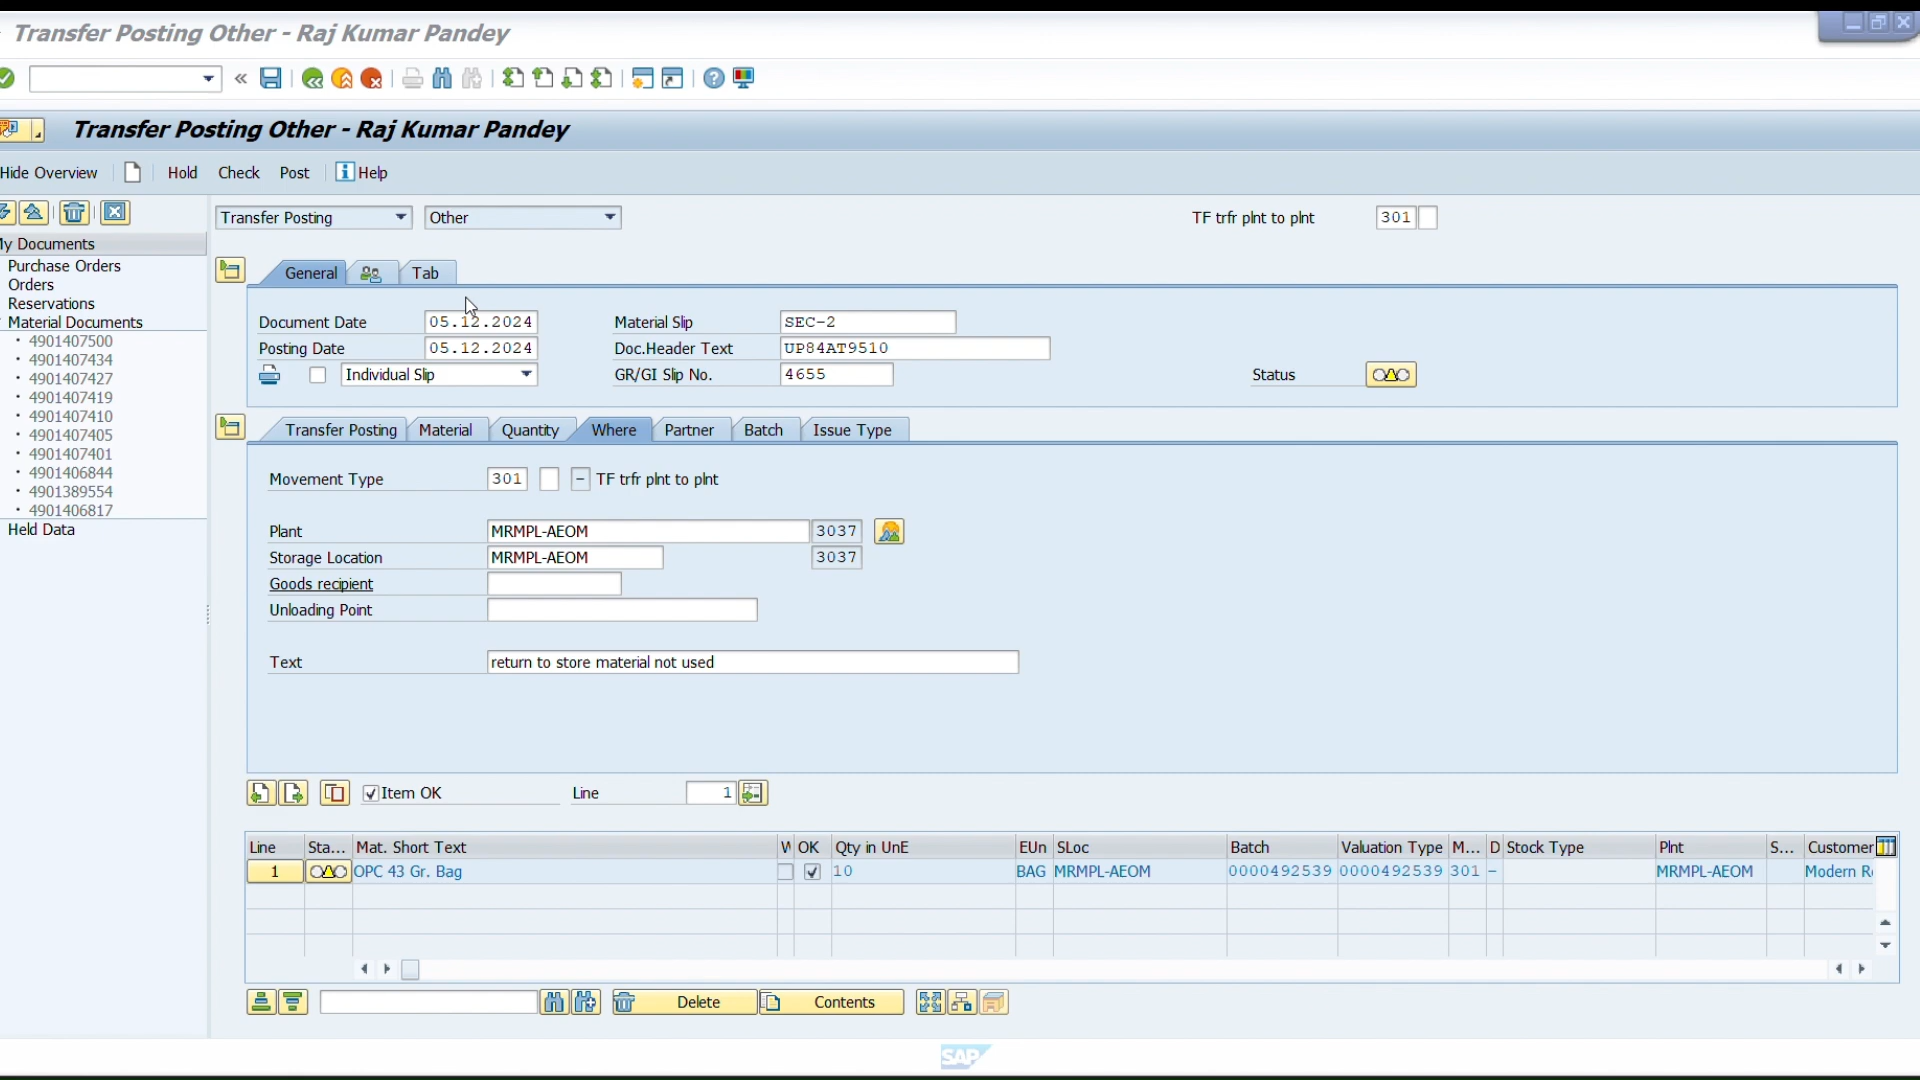 Transfer Posting Other - Raj Kumar Pandey
Transfer Posting Other - Raj Kumar Pandey
Hide Overview Hold Check Post Help
Transfer Posting Other TF trfr plnt to plnt 301
My Documents
Purchase Orders
Orders
Reservations
Material Documents
4901407500
4901407434
4901407427
4901407419
4901407410
4901407405
4901407401
4901406844
4901389554
4901406817
Held Data
General Tab
Document Date 05.12.2024 Material Slip SEC-2
Posting Date 05.12.2024 Doc.Header Text UP84AT9510
Individual Slip GR/GI Slip No. 4655 Status
Transfer Posting Material Quantity Where Partner Batch Issue Type
Movement Type 301 - TF trfr plnt to plnt
Plant MRMPL-AEOM 3037
Storage Location MRMPL-AEOM 3037
Goods recipient
Unloading Point
Text return to store material not used
Item OK Line 1
Line Sta... Mat. Short Text OK Qty in UnE EUn SLoc Batch Valuation Type M... D Stock Type Plnt S... Customer
1 OPC 43 Gr. Bag 10 BAG MRMPL-AEOM 0000492539 0000492539 301 - MRMPL-AEOM Modern
Delete Contents
SAP